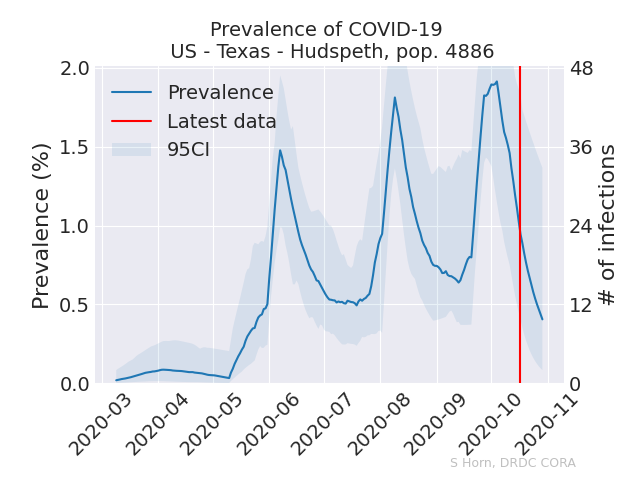 Prevalence of COVID-19
US - Texas - Hudspeth, pop. 4886
2.0
1.5
1.0
0.5
0.0
Prevalence (%)
Prevalence
Latest data
95CI
48
36
24
12
0
# of infections
2020-03
2020-04
2020-05
2020-06
2020-07
2020-08
2020-09
2020-10
2020-11
S Horn, DRDC CORA